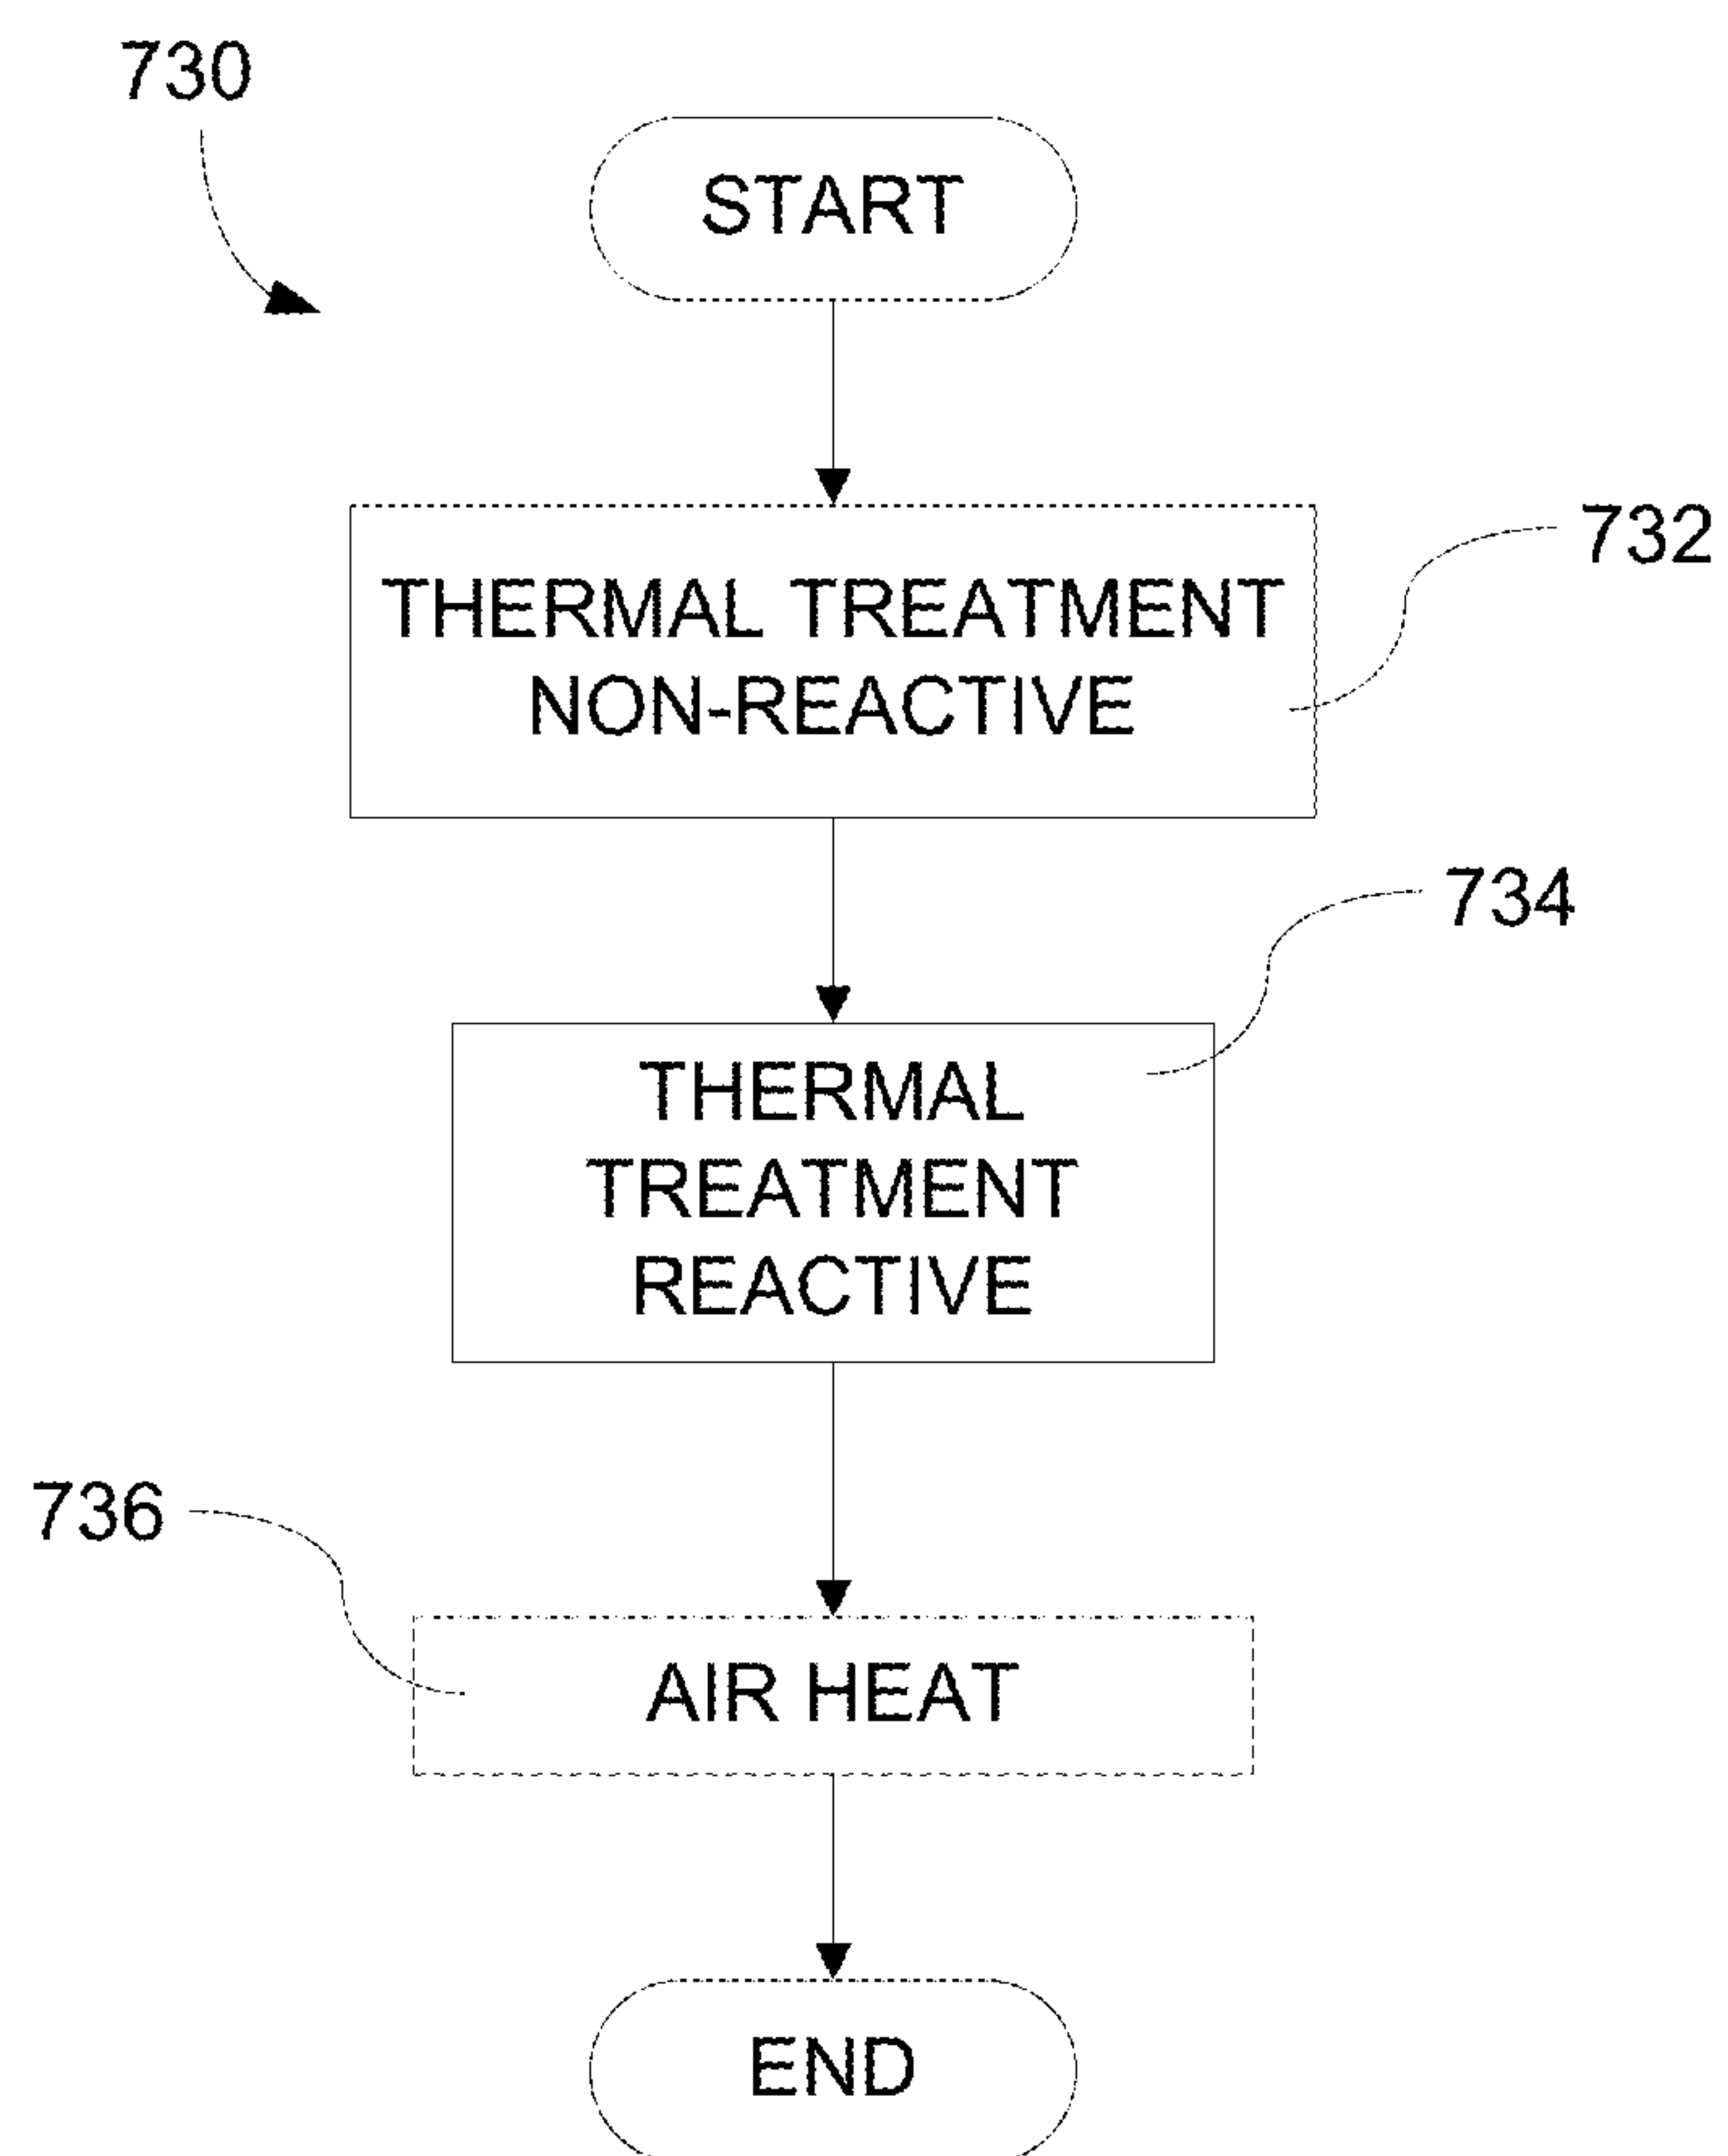 730
START
THERMAL TREATMENT
NON-REACTIVE
732
734
THERMAL
TREATMENT
REACTIVE
736
AIR HEAT
END